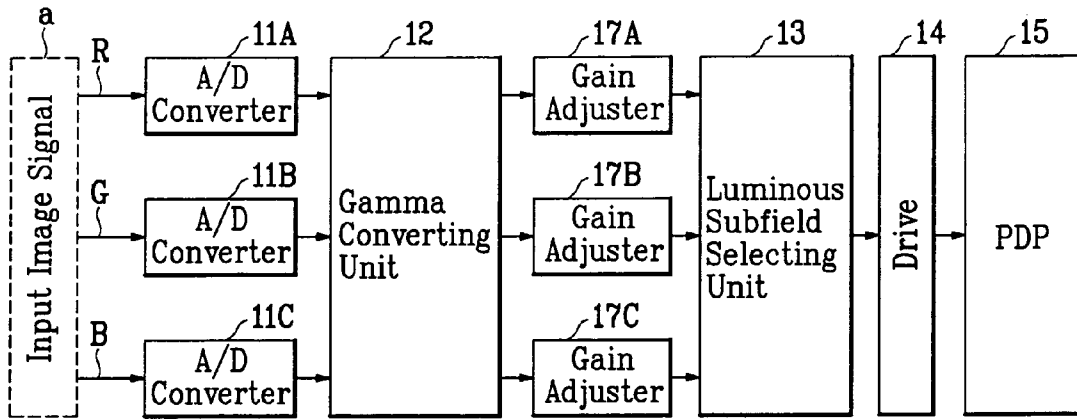 a
11A
12
17A
13
14
15
R
A/D
Converter
Gain
Adjuster
Input Image Signal
G
11B
A/D
Converter
Gamma
Converting
Unit
17B
Gain
Adjuster
Luminous
Subfield
Selecting
Unit
Drive
PDP
B
11C
A/D
Converter
17C
Gain
Adjuster